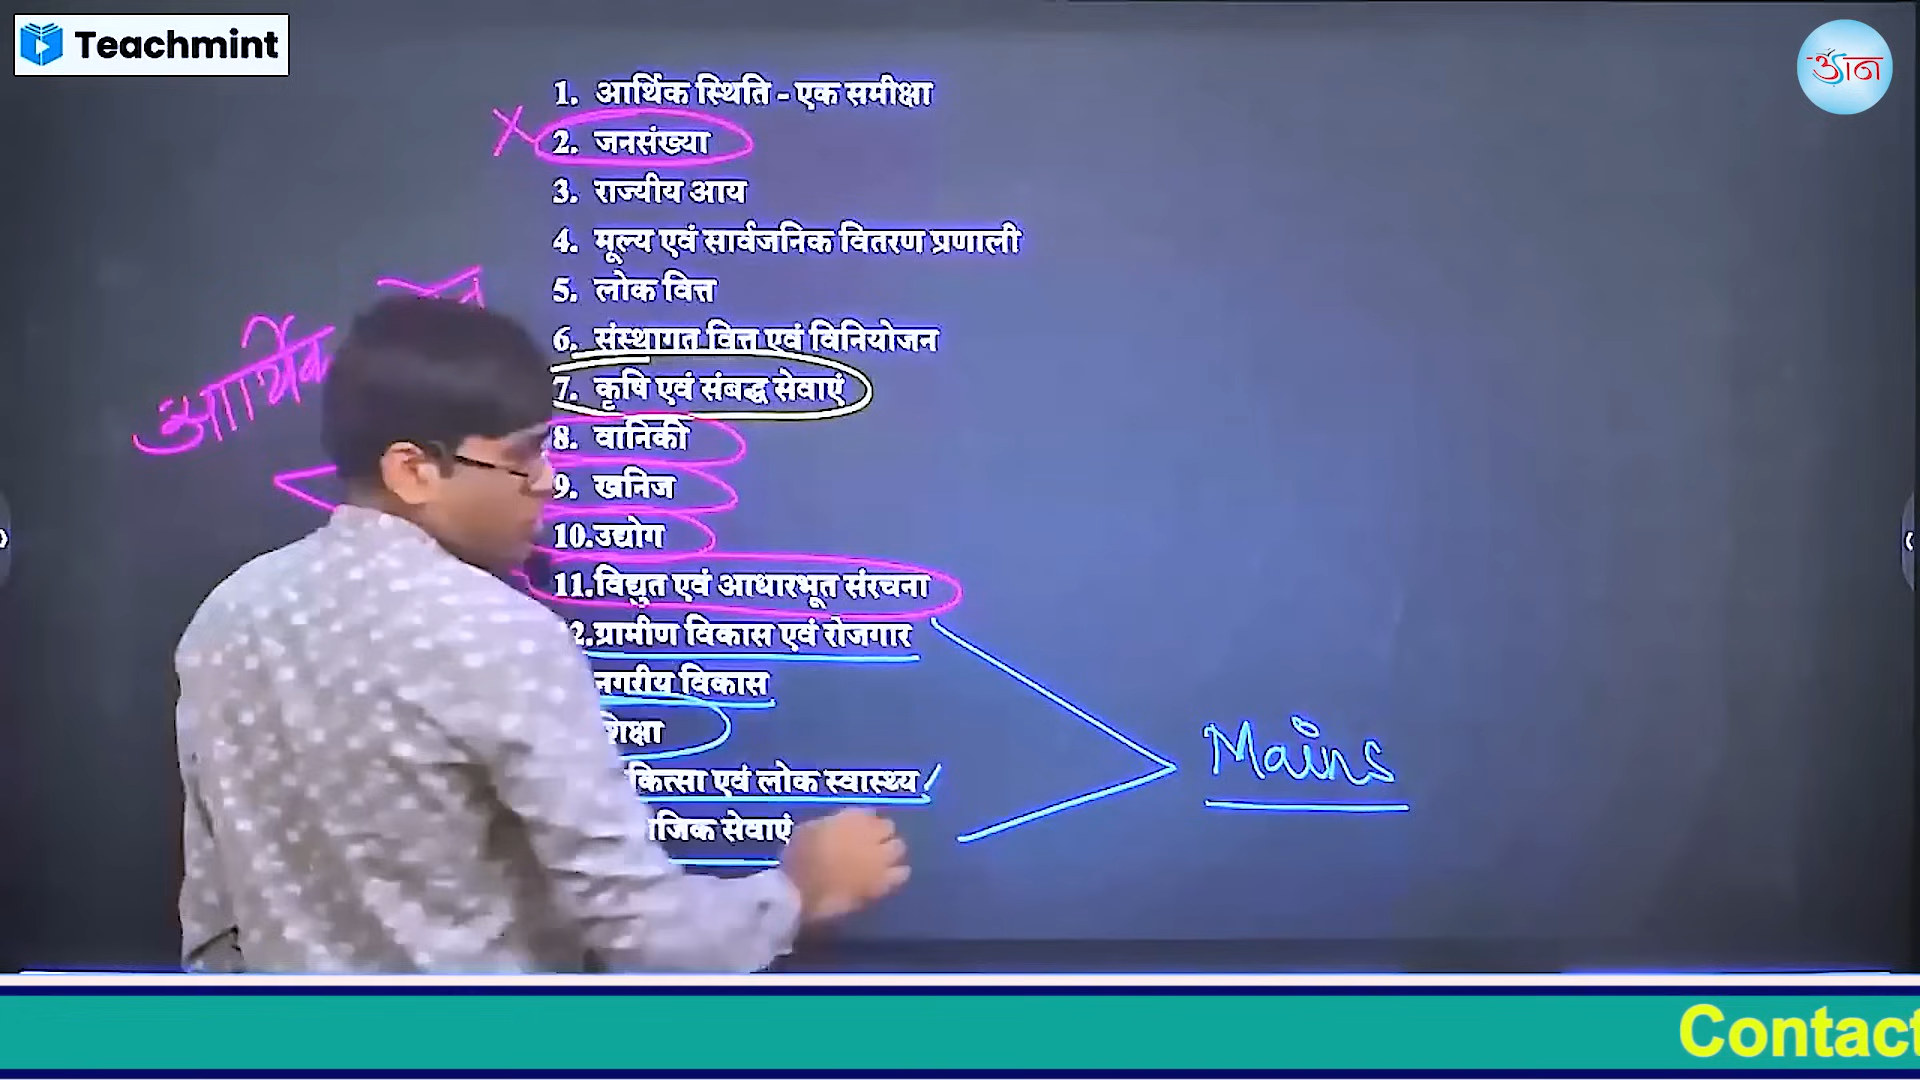 Teachmint
ज्ञान
1. आर्थिक स्थिति - एक समीक्षा
2. जनसंख्या
3. राज्यीय आय
4. मूल्य एवं सार्वजनिक वितरण प्रणाली
5. लोक वित्त
6. संस्थागत वित्त एवं विनियोजन
7. कृषि एवं संबद्ध सेवाएं
आर्थिक
8. वानिकी
9. खनिज
10. उद्योग
11. विद्युत एवं आधारभूत संरचना
2. ग्रामीण विकास एवं रोजगार
नगरीय विकास
शिक्षा
Mains
कित्सा एवं लोक स्वास्थ्य
जिक सेवाएं
Contact